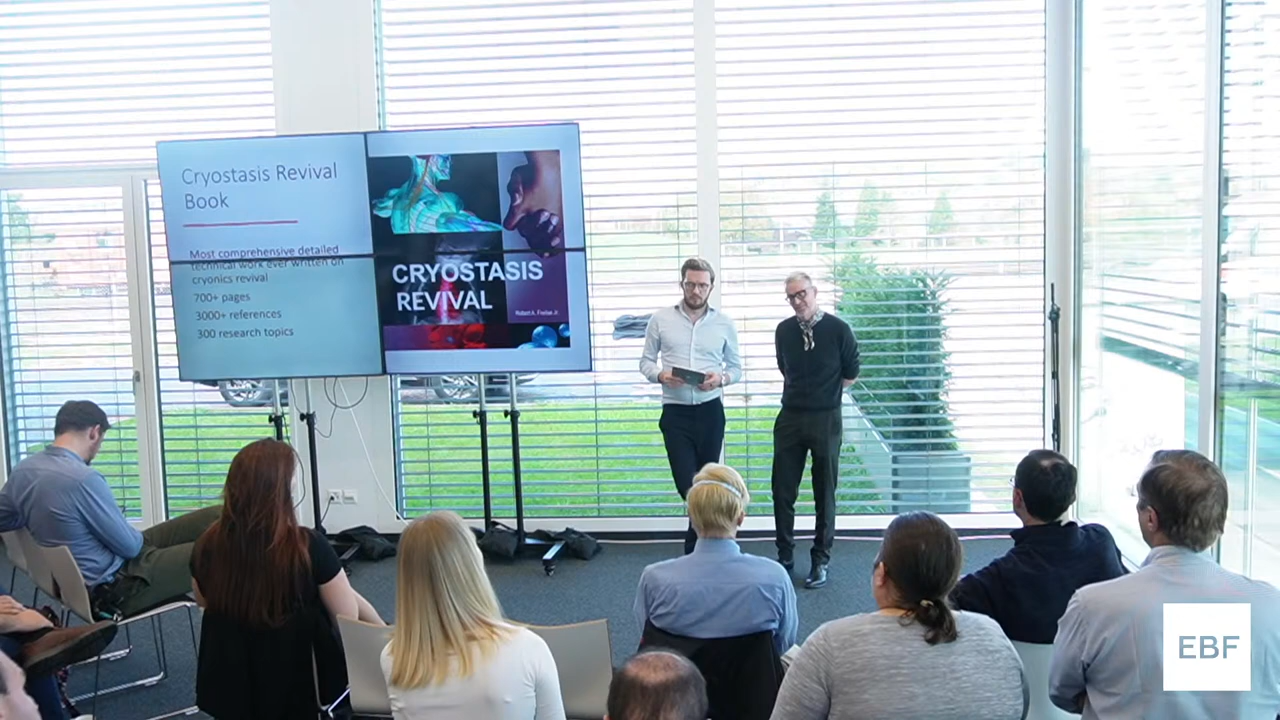 Cryostasis Revival
Book
Most comprehensive detailed
technical work ever written on
cryonics revival
700+ pages
3000+ references
300 research topics
CRYOSTASIS
REVIVAL
Robert A. Freitas Jr.
EBF